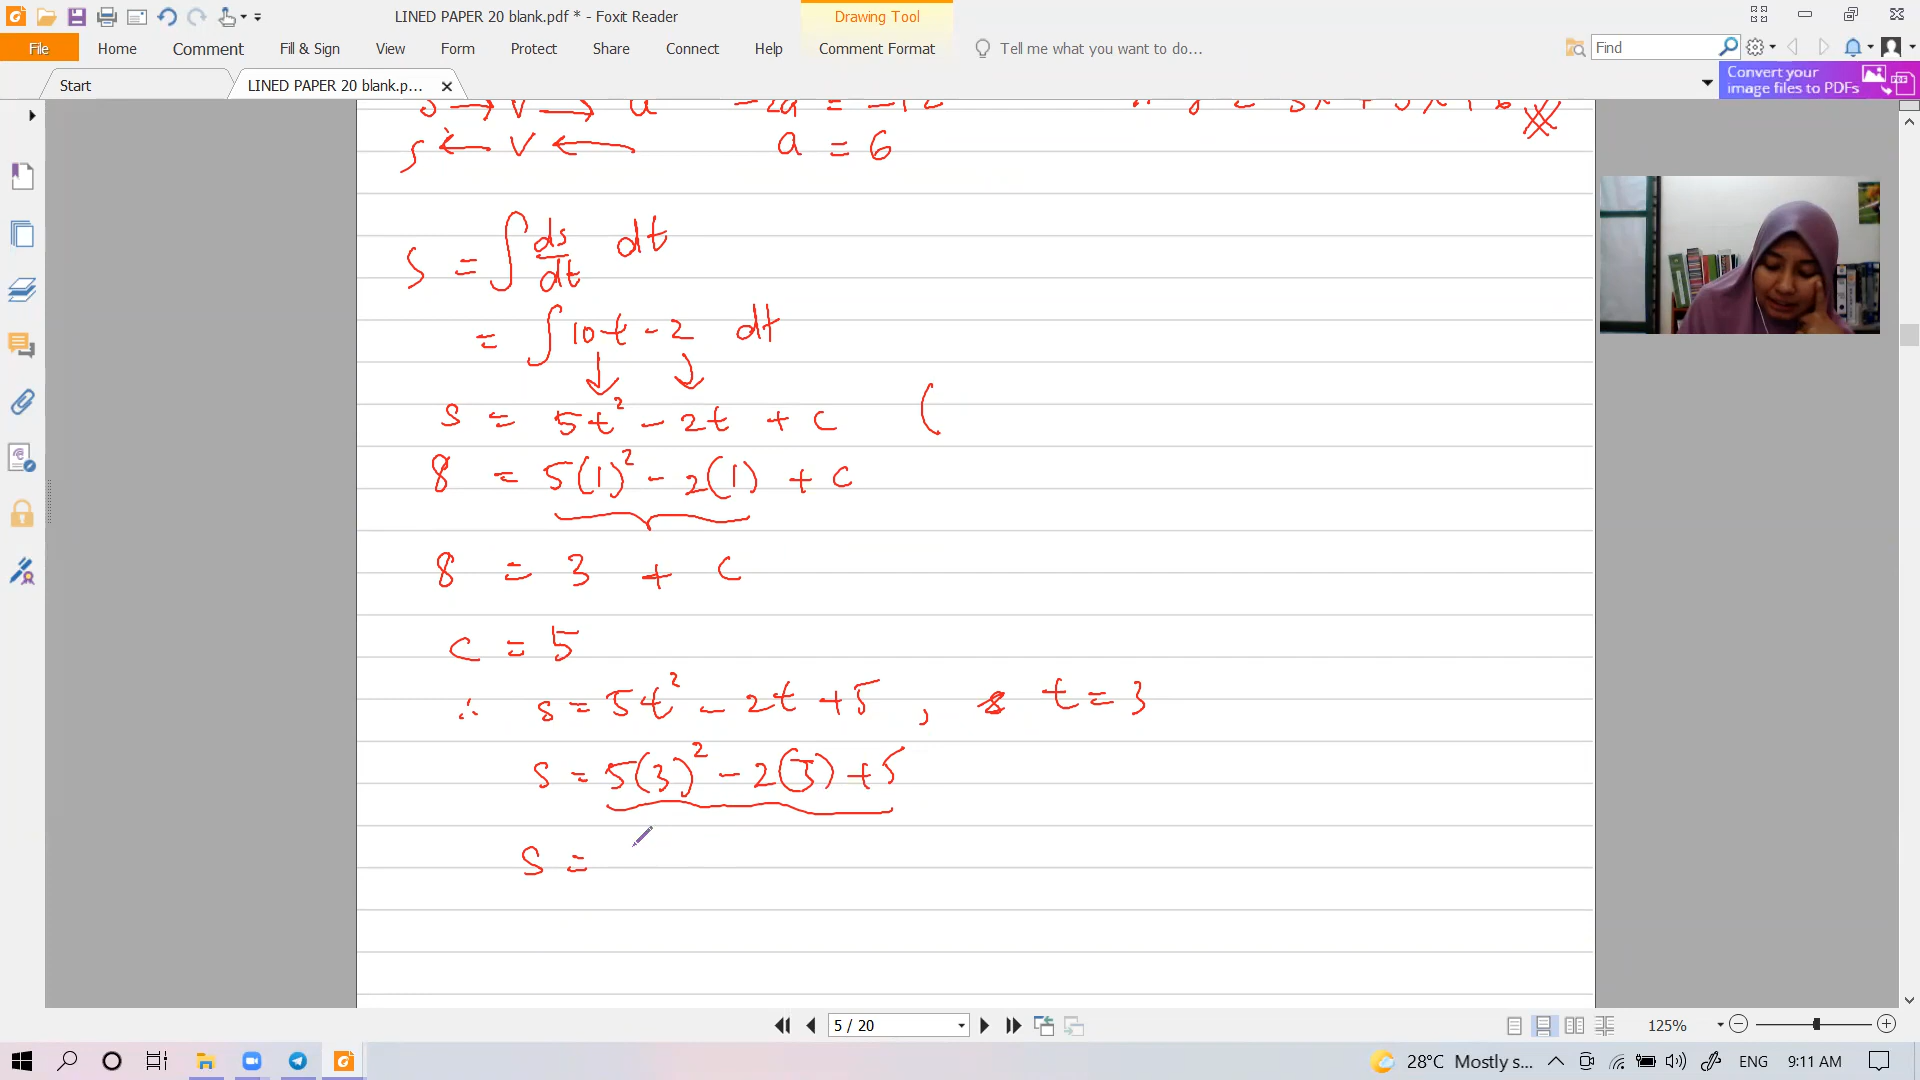 LINED PAPER 20 blank.pdf * - Foxit Reader
Drawing Tool
File Home Comment Fill & Sign View Form Protect Share Connect Help Comment Format Tell me what you want to do... Find
Start LINED PAPER 20 blank.p...
Convert your
image files to PDFs
s → v → a -2a = -12
s ← v ← a = 6
s = ∫ ds/dt dt
= ∫ 10t - 2 dt
s = 5t² - 2t + c (
8 = 5(1)² - 2(1) + c
8 = 3 + c
c = 5
∴ s = 5t² - 2t + 5 , t = 3
s = 5(3)² - 2(3) + 5
s =
5 / 20
125%
28°C Mostly s... ENG 9:11 AM